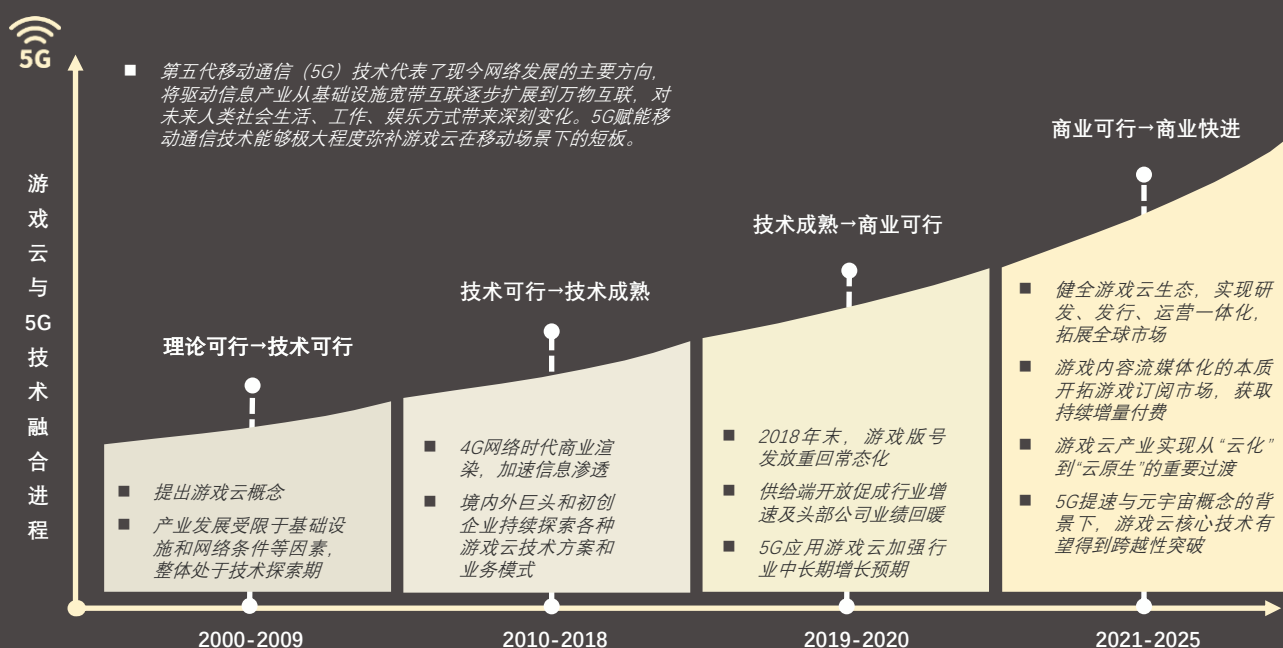 5G
第五代移动通信（5G）技术代表了现今网络发展的主要方向，
将驱动信息产业从基础设施宽带互联逐步扩展到万物互联，对
未来人类社会生活、工作、娱乐方式带来深刻变化。5G赋能移
动通信技术能够极大程度弥补游戏云在移动场景下的短板。
游
戏
云
与
5G
技
术
融
合
进
程
理论可行→技术可行
提出游戏云概念
产业发展受限于基础设
施和网络条件等因素，
整体处于技术探索期
2000-2009
技术可行→技术成熟
4G网络时代商业渲
染，加速信息渗透
境内外巨头和初创
企业持续探索各种
游戏云技术方案和
业务模式
2010-2018
技术成熟→商业可行
2018年末，游戏版号
发放重回常态化
供给端开放促成行业增
速及头部公司业绩回暖
5G应用游戏云加强行
业中长期增长预期
2019-2020
商业可行→商业快进
健全游戏云生态，实现研
发、发行、运营一体化，
拓展全球市场
游戏内容流媒体化的本质
开拓游戏订阅市场，获取
持续增量付费
游戏云产业实现从“云化”
到“云原生”的重要过渡
5G提速与元宇宙概念的背
景下，游戏云核心技术有
望得到跨越性突破
2021-2025